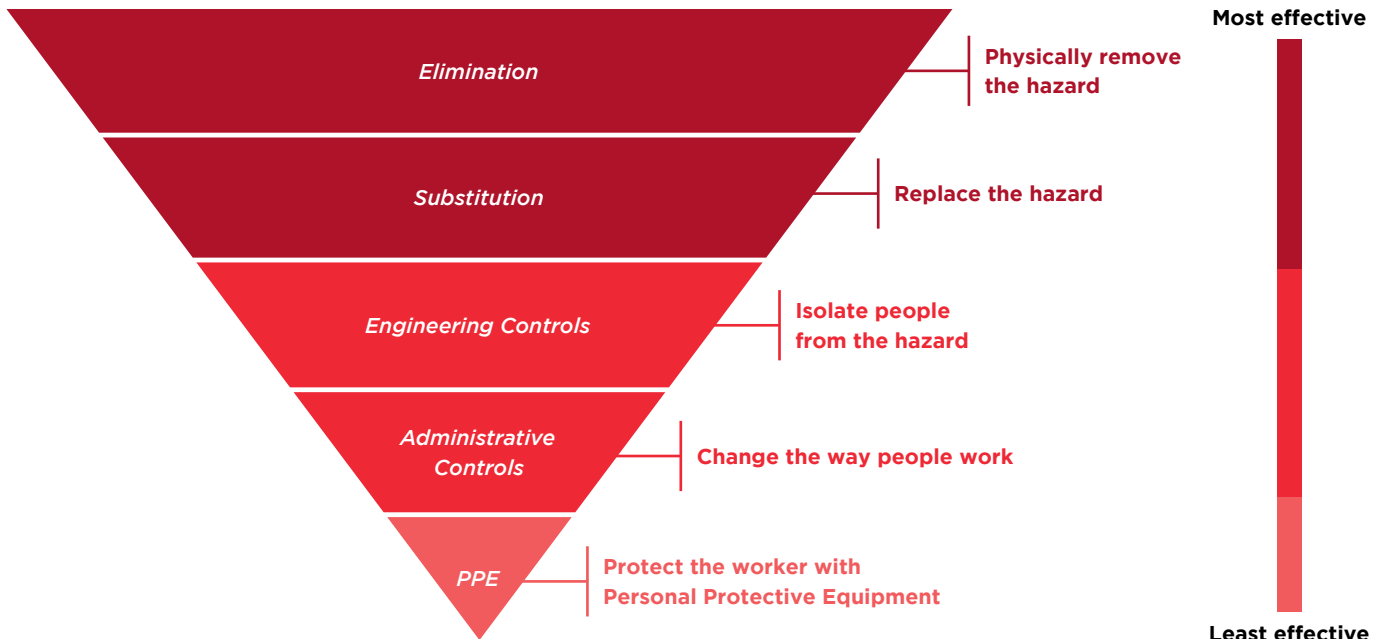 Most effective
Elimination
Physically remove
the hazard
Substitution
Replace the hazard
Engineering Controls
Isolate people
from the hazard
Administrative
Controls
Change the way people work
PPE
Protect the worker with
Personal Protective Equipment
Least effective